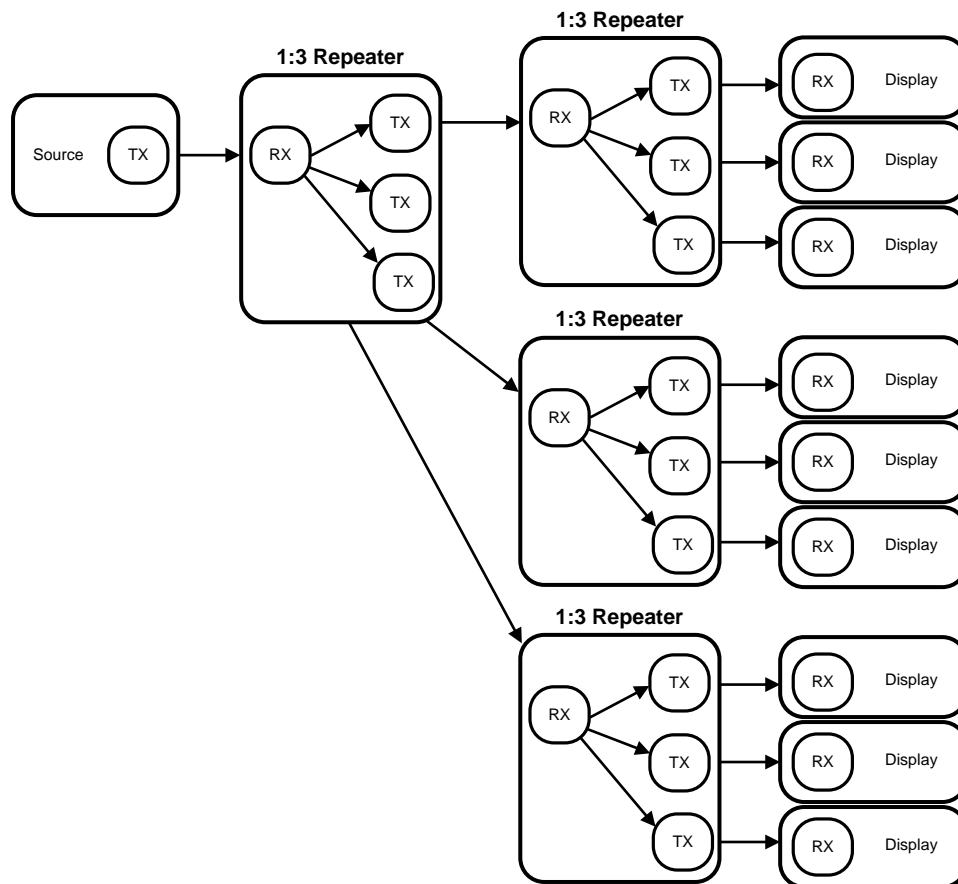 1:3 Repeater
1:3 Repeater
Source
TX
RX
TX
TX
TX
RX
TX
TX
TX
RX
Display
RX
Display
RX
Display
1:3 Repeater
RX
TX
TX
TX
RX
Display
RX
Display
RX
Display
1:3 Repeater
RX
TX
TX
TX
RX
Display
RX
Display
RX
Display